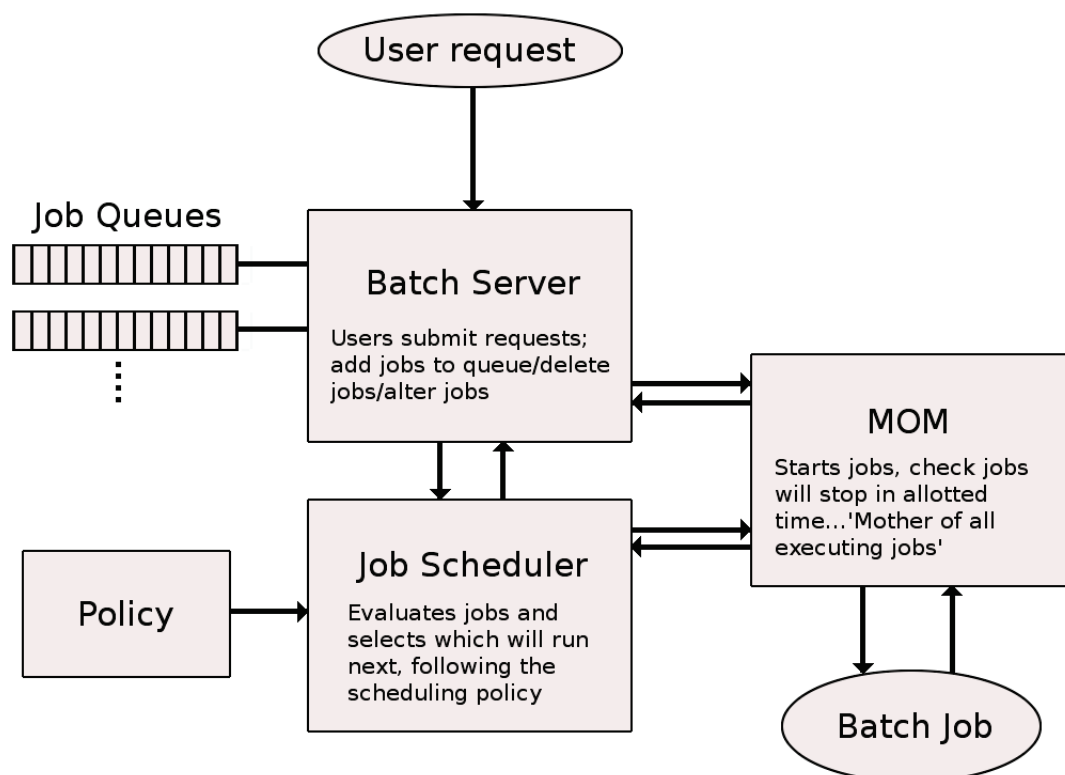 User request
Job Queues
Batch Server
Users submit requests;
add jobs to queue/delete
jobs/alter jobs
MOM
Starts jobs, check jobs
will stop in allotted
time...'Mother of all
executing jobs'
Job Scheduler
Evaluates jobs and
selects which will run
next, following the
scheduling policy
Policy
Batch Job